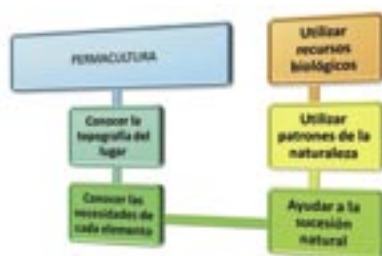 PERMACULTURA
Conocer la
topografía del
lugar
Conocer las
necesidades de
cada elemento
Ayudar a la
sucesión
natural
Utilizar
patrones de la
naturaleza
Utilizar
recursos
biológicos